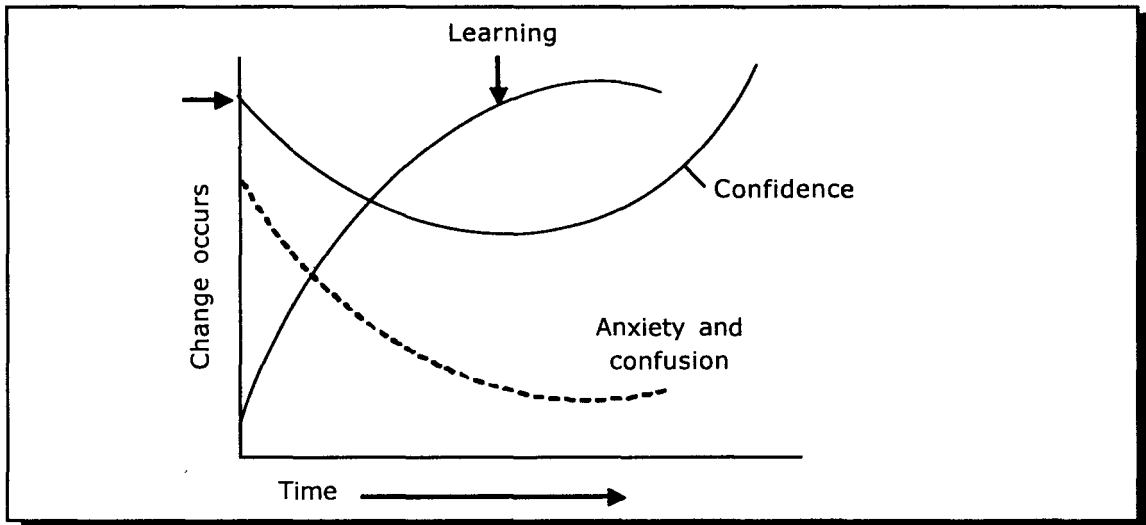 Learning
Change occurs
Confidence
Anxiety and
confusion
Time